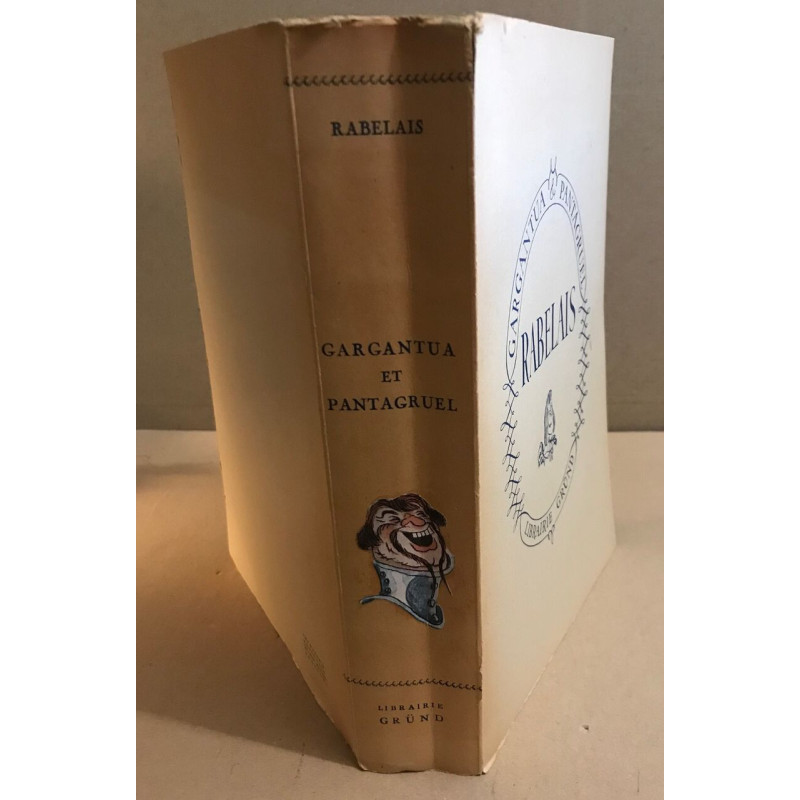 RABELAIS
GARGANTUA
ET
PANTAGRUEL
LIBRAIRIE
GRÜND
GARGANTUA & PANTAGRUEL
RABELAIS
LIBRAIRIE GRÜND